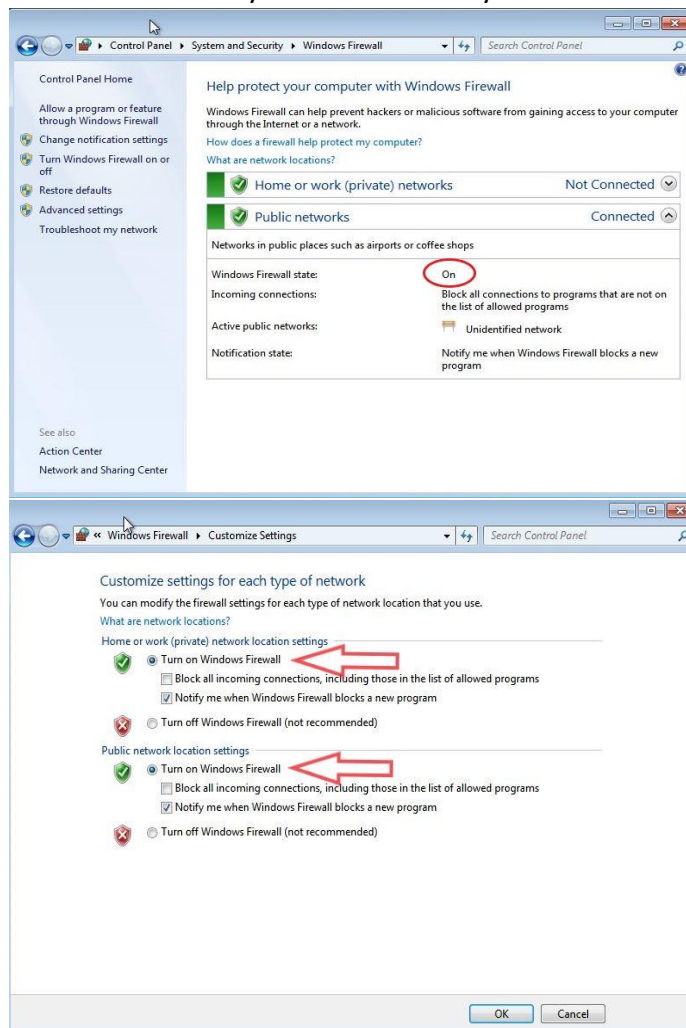 Control Panel ▸ System and Security ▸ Windows Firewall
Search Control Panel
Control Panel Home
Allow a program or feature
through Windows Firewall
Change notification settings
Turn Windows Firewall on or
off
Restore defaults
Advanced settings
Troubleshoot my network
See also
Action Center
Network and Sharing Center
Help protect your computer with Windows Firewall
Windows Firewall can help prevent hackers or malicious software from gaining access to your computer
through the Internet or a network.
How does a firewall help protect my computer?
What are network locations?
Home or work (private) networks Not Connected
Public networks Connected
Networks in public places such as airports or coffee shops
Windows Firewall state: On
Incoming connections: Block all connections to programs that are not on
the list of allowed programs
Active public networks: Unidentified network
Notification state: Notify me when Windows Firewall blocks a new
program
« Windows Firewall ▸ Customize Settings
Search Control Panel
Customize settings for each type of network
You can modify the firewall settings for each type of network location that you use.
What are network locations?
Home or work (private) network location settings
Turn on Windows Firewall
Block all incoming connections, including those in the list of allowed programs
Notify me when Windows Firewall blocks a new program
Turn off Windows Firewall (not recommended)
Public network location settings
Turn on Windows Firewall
Block all incoming connections, including those in the list of allowed programs
Notify me when Windows Firewall blocks a new program
Turn off Windows Firewall (not recommended)
OK Cancel